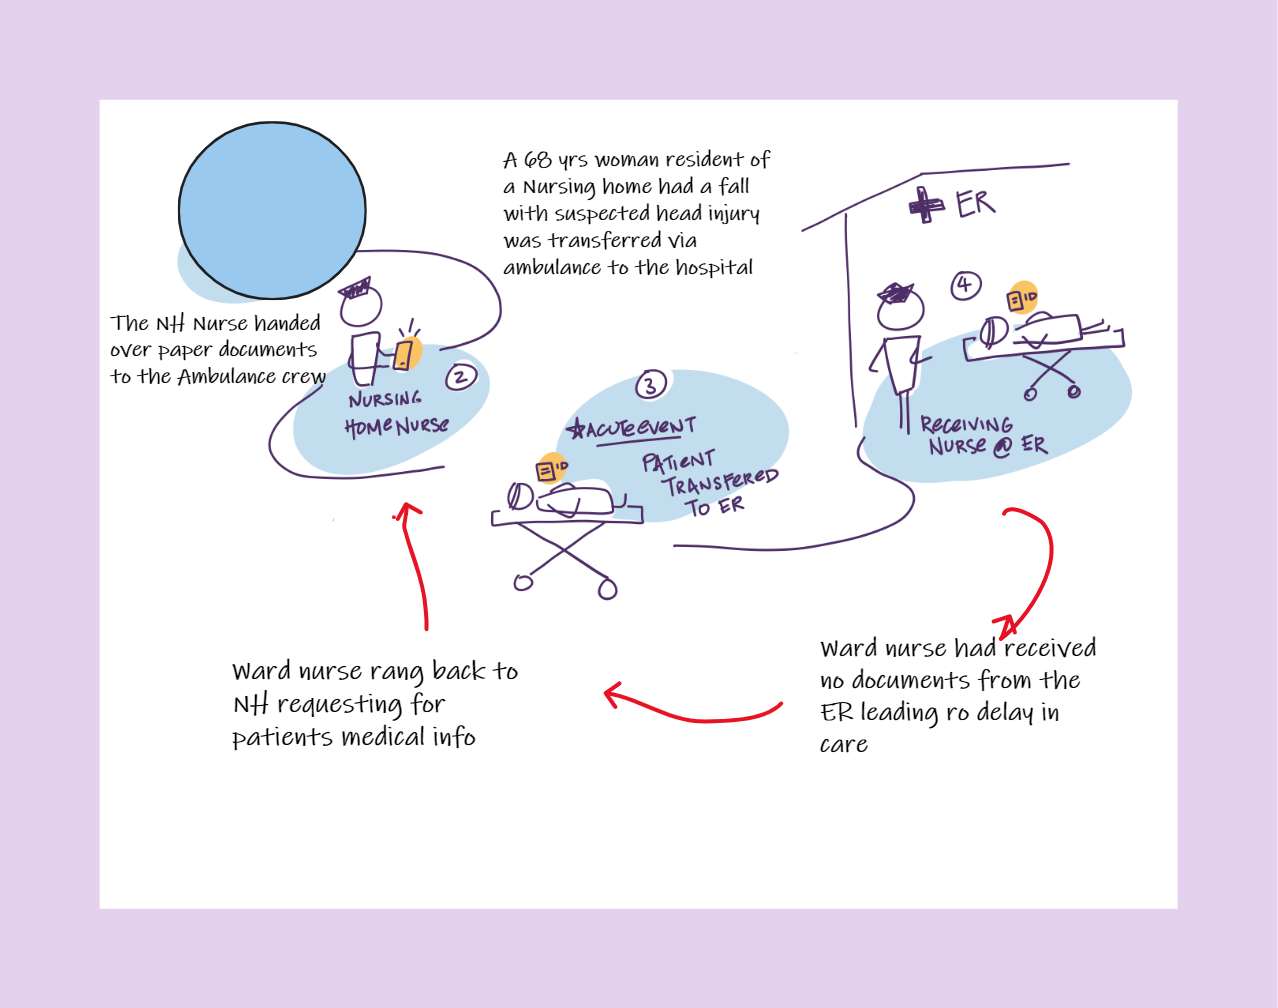 A 68 yrs woman resident of
a Nursing home had a fall
with suspected head injury
was transferred via
ambulance to the hospital
The NH Nurse handed
over paper documents
to the Ambulance crew
2
NURSING
HOME NURSE
3
ACUTE EVENT
PATIENT
TRANSFERED
TO ER
ID
ER
4
ID
RECEIVING
NURSE @ ER
Ward nurse had received
no documents from the
ER leading ro delay in
care
Ward nurse rang back to
NH requesting for
patients medical info